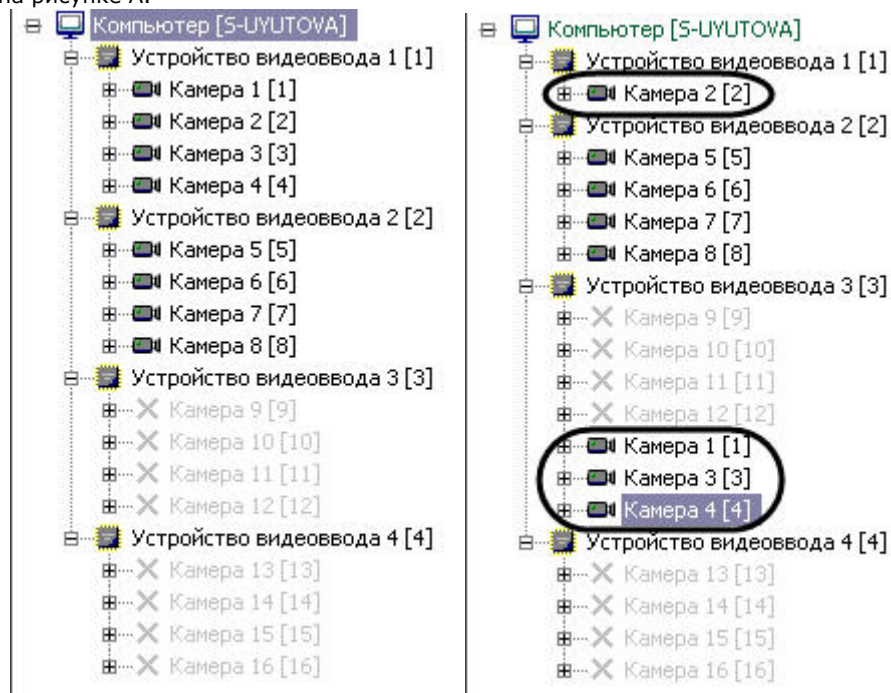 на рисунке А.
Компьютер [S-UYUTOVA]
Устройство видеоввода 1 [1]
Камера 1 [1]
Камера 2 [2]
Камера 3 [3]
Камера 4 [4]
Устройство видеоввода 2 [2]
Камера 5 [5]
Камера 6 [6]
Камера 7 [7]
Камера 8 [8]
Устройство видеоввода 3 [3]
Камера 9 [9]
Камера 10 [10]
Камера 11 [11]
Камера 12 [12]
Устройство видеоввода 4 [4]
Камера 13 [13]
Камера 14 [14]
Камера 15 [15]
Камера 16 [16]
Компьютер [S-UYUTOVA]
Устройство видеоввода 1 [1]
Камера 2 [2]
Устройство видеоввода 2 [2]
Камера 5 [5]
Камера 6 [6]
Камера 7 [7]
Камера 8 [8]
Устройство видеоввода 3 [3]
Камера 9 [9]
Камера 10 [10]
Камера 11 [11]
Камера 12 [12]
Камера 1 [1]
Камера 3 [3]
Камера 4 [4]
Устройство видеоввода 4 [4]
Камера 13 [13]
Камера 14 [14]
Камера 15 [15]
Камера 16 [16]